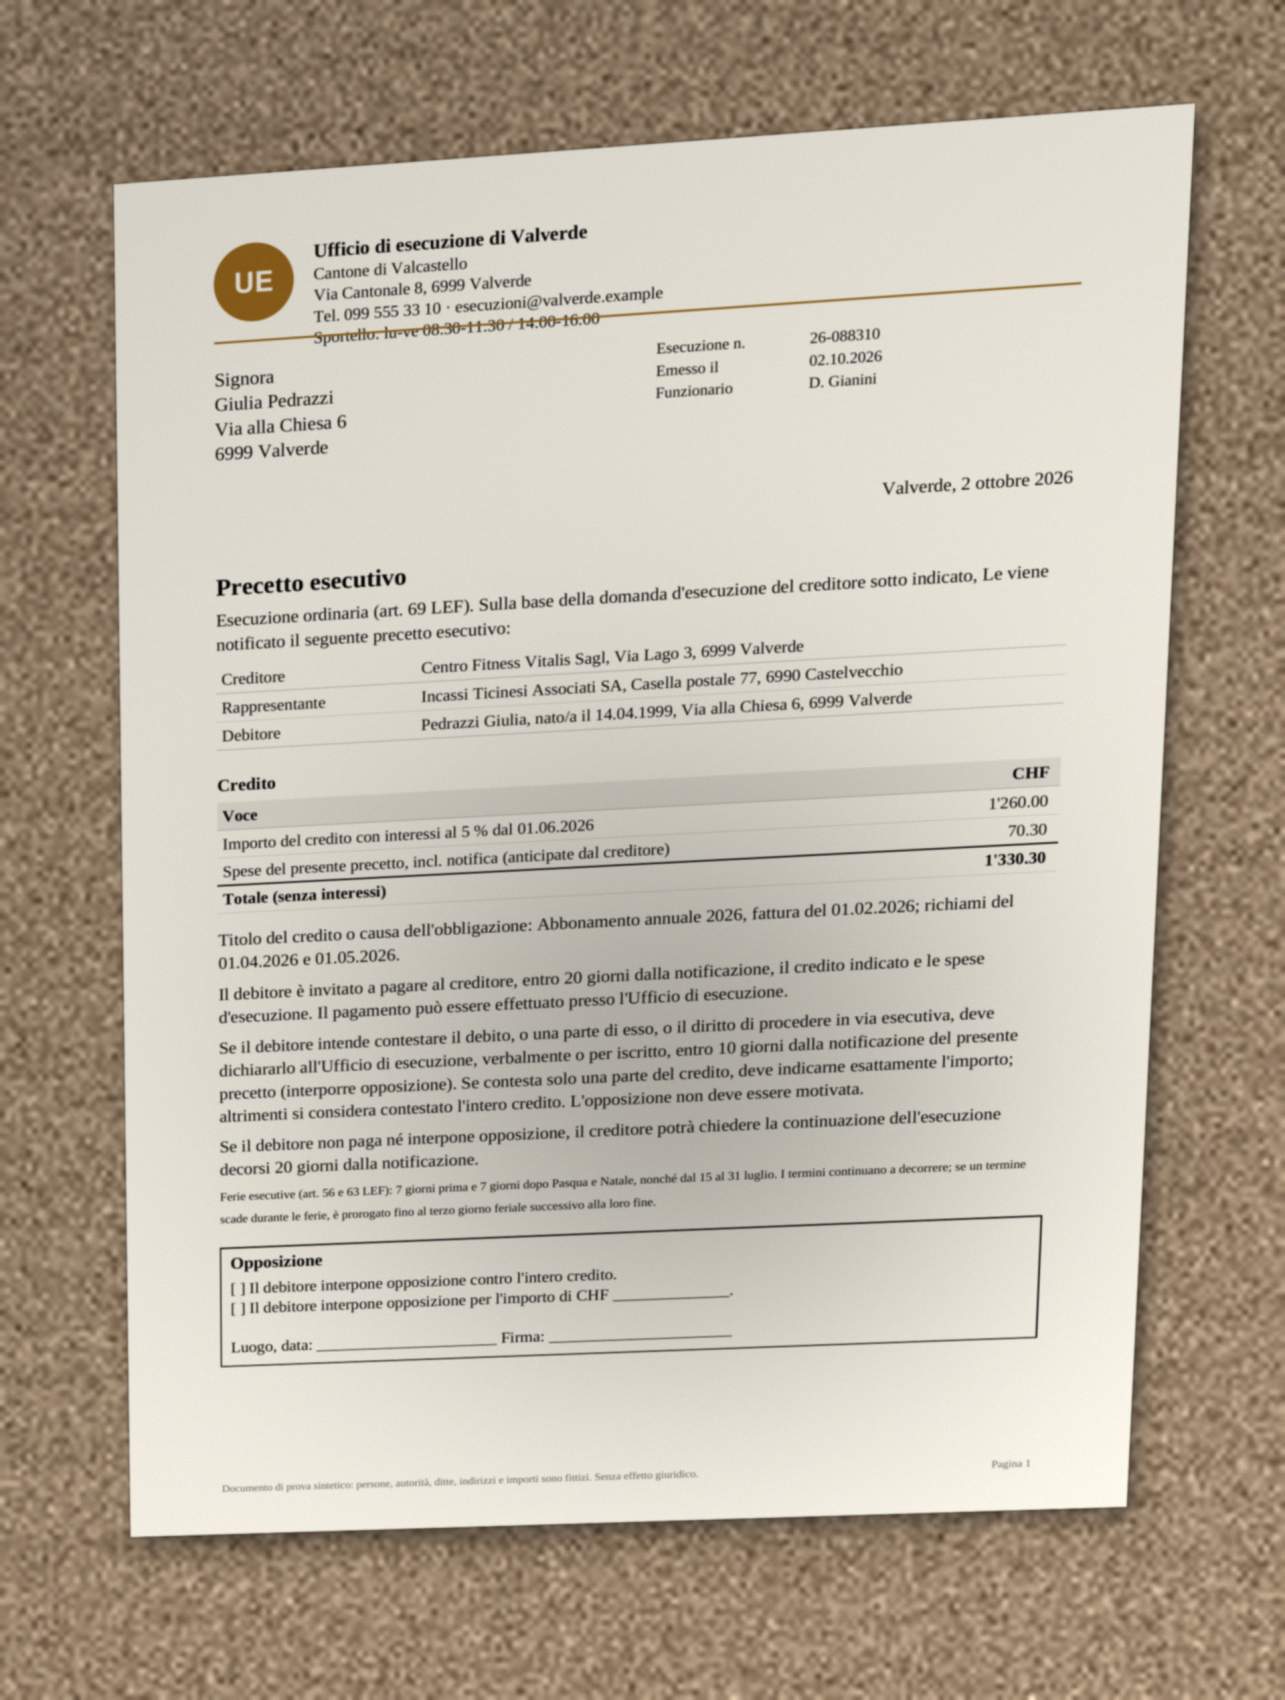 UE
Ufficio di esecuzione di Valverde
Cantone di Valcastello
Via Cantonale 8, 6999 Valverde
Tel. 099 555 33 10 · esecuzioni@valverde.example
Sportello: lu-ve 08.30-11.30 / 14.00-16.00
Esecuzione n. 26-088310
Emesso il 02.10.2026
Funzionario D. Gianini
Signora
Giulia Pedrazzi
Via alla Chiesa 6
6999 Valverde
Valverde, 2 ottobre 2026
Precetto esecutivo
Esecuzione ordinaria (art. 69 LEF). Sulla base della domanda d'esecuzione del creditore sotto indicato, Le viene
notificato il seguente precetto esecutivo:
Creditore Centro Fitness Vitalis Sagl, Via Lago 3, 6999 Valverde
Rappresentante Incassi Ticinesi Associati SA, Casella postale 77, 6990 Castelvecchio
Debitore Pedrazzi Giulia, nato/a il 14.04.1999, Via alla Chiesa 6, 6999 Valverde
Credito
Voce CHF
Importo del credito con interessi al 5 % dal 01.06.2026 1'260.00
Spese del presente precetto, incl. notifica (anticipate dal creditore) 70.30
Totale (senza interessi) 1'330.30
Titolo del credito o causa dell'obbligazione: Abbonamento annuale 2026, fattura del 01.02.2026; richiami del
01.04.2026 e 01.05.2026.
Il debitore è invitato a pagare al creditore, entro 20 giorni dalla notificazione, il credito indicato e le spese
d'esecuzione. Il pagamento può essere effettuato presso l'Ufficio di esecuzione.
Se il debitore intende contestare il debito, o una parte di esso, o il diritto di procedere in via esecutiva, deve
dichiararlo all'Ufficio di esecuzione, verbalmente o per iscritto, entro 10 giorni dalla notificazione del presente
precetto (interporre opposizione). Se contesta solo una parte del credito, deve indicarne esattamente l'importo;
altrimenti si considera contestato l'intero credito. L'opposizione non deve essere motivata.
Se il debitore non paga né interpone opposizione, il creditore potrà chiedere la continuazione dell'esecuzione
decorsi 20 giorni dalla notificazione.
Ferie esecutive (art. 56 e 63 LEF): 7 giorni prima e 7 giorni dopo Pasqua e Natale, nonché dal 15 al 31 luglio. I termini continuano a decorrere; se un termine
scade durante le ferie, è prorogato fino al terzo giorno feriale successivo alla loro fine.
Opposizione
[ ] Il debitore interpone opposizione contro l'intero credito.
[ ] Il debitore interpone opposizione per l'importo di CHF _______________.
Luogo, data: _______________________ Firma: _______________________
Documento di prova sintetico: persone, autorità, ditte, indirizzi e importi sono fittizi. Senza effetto giuridico.
Pagina 1